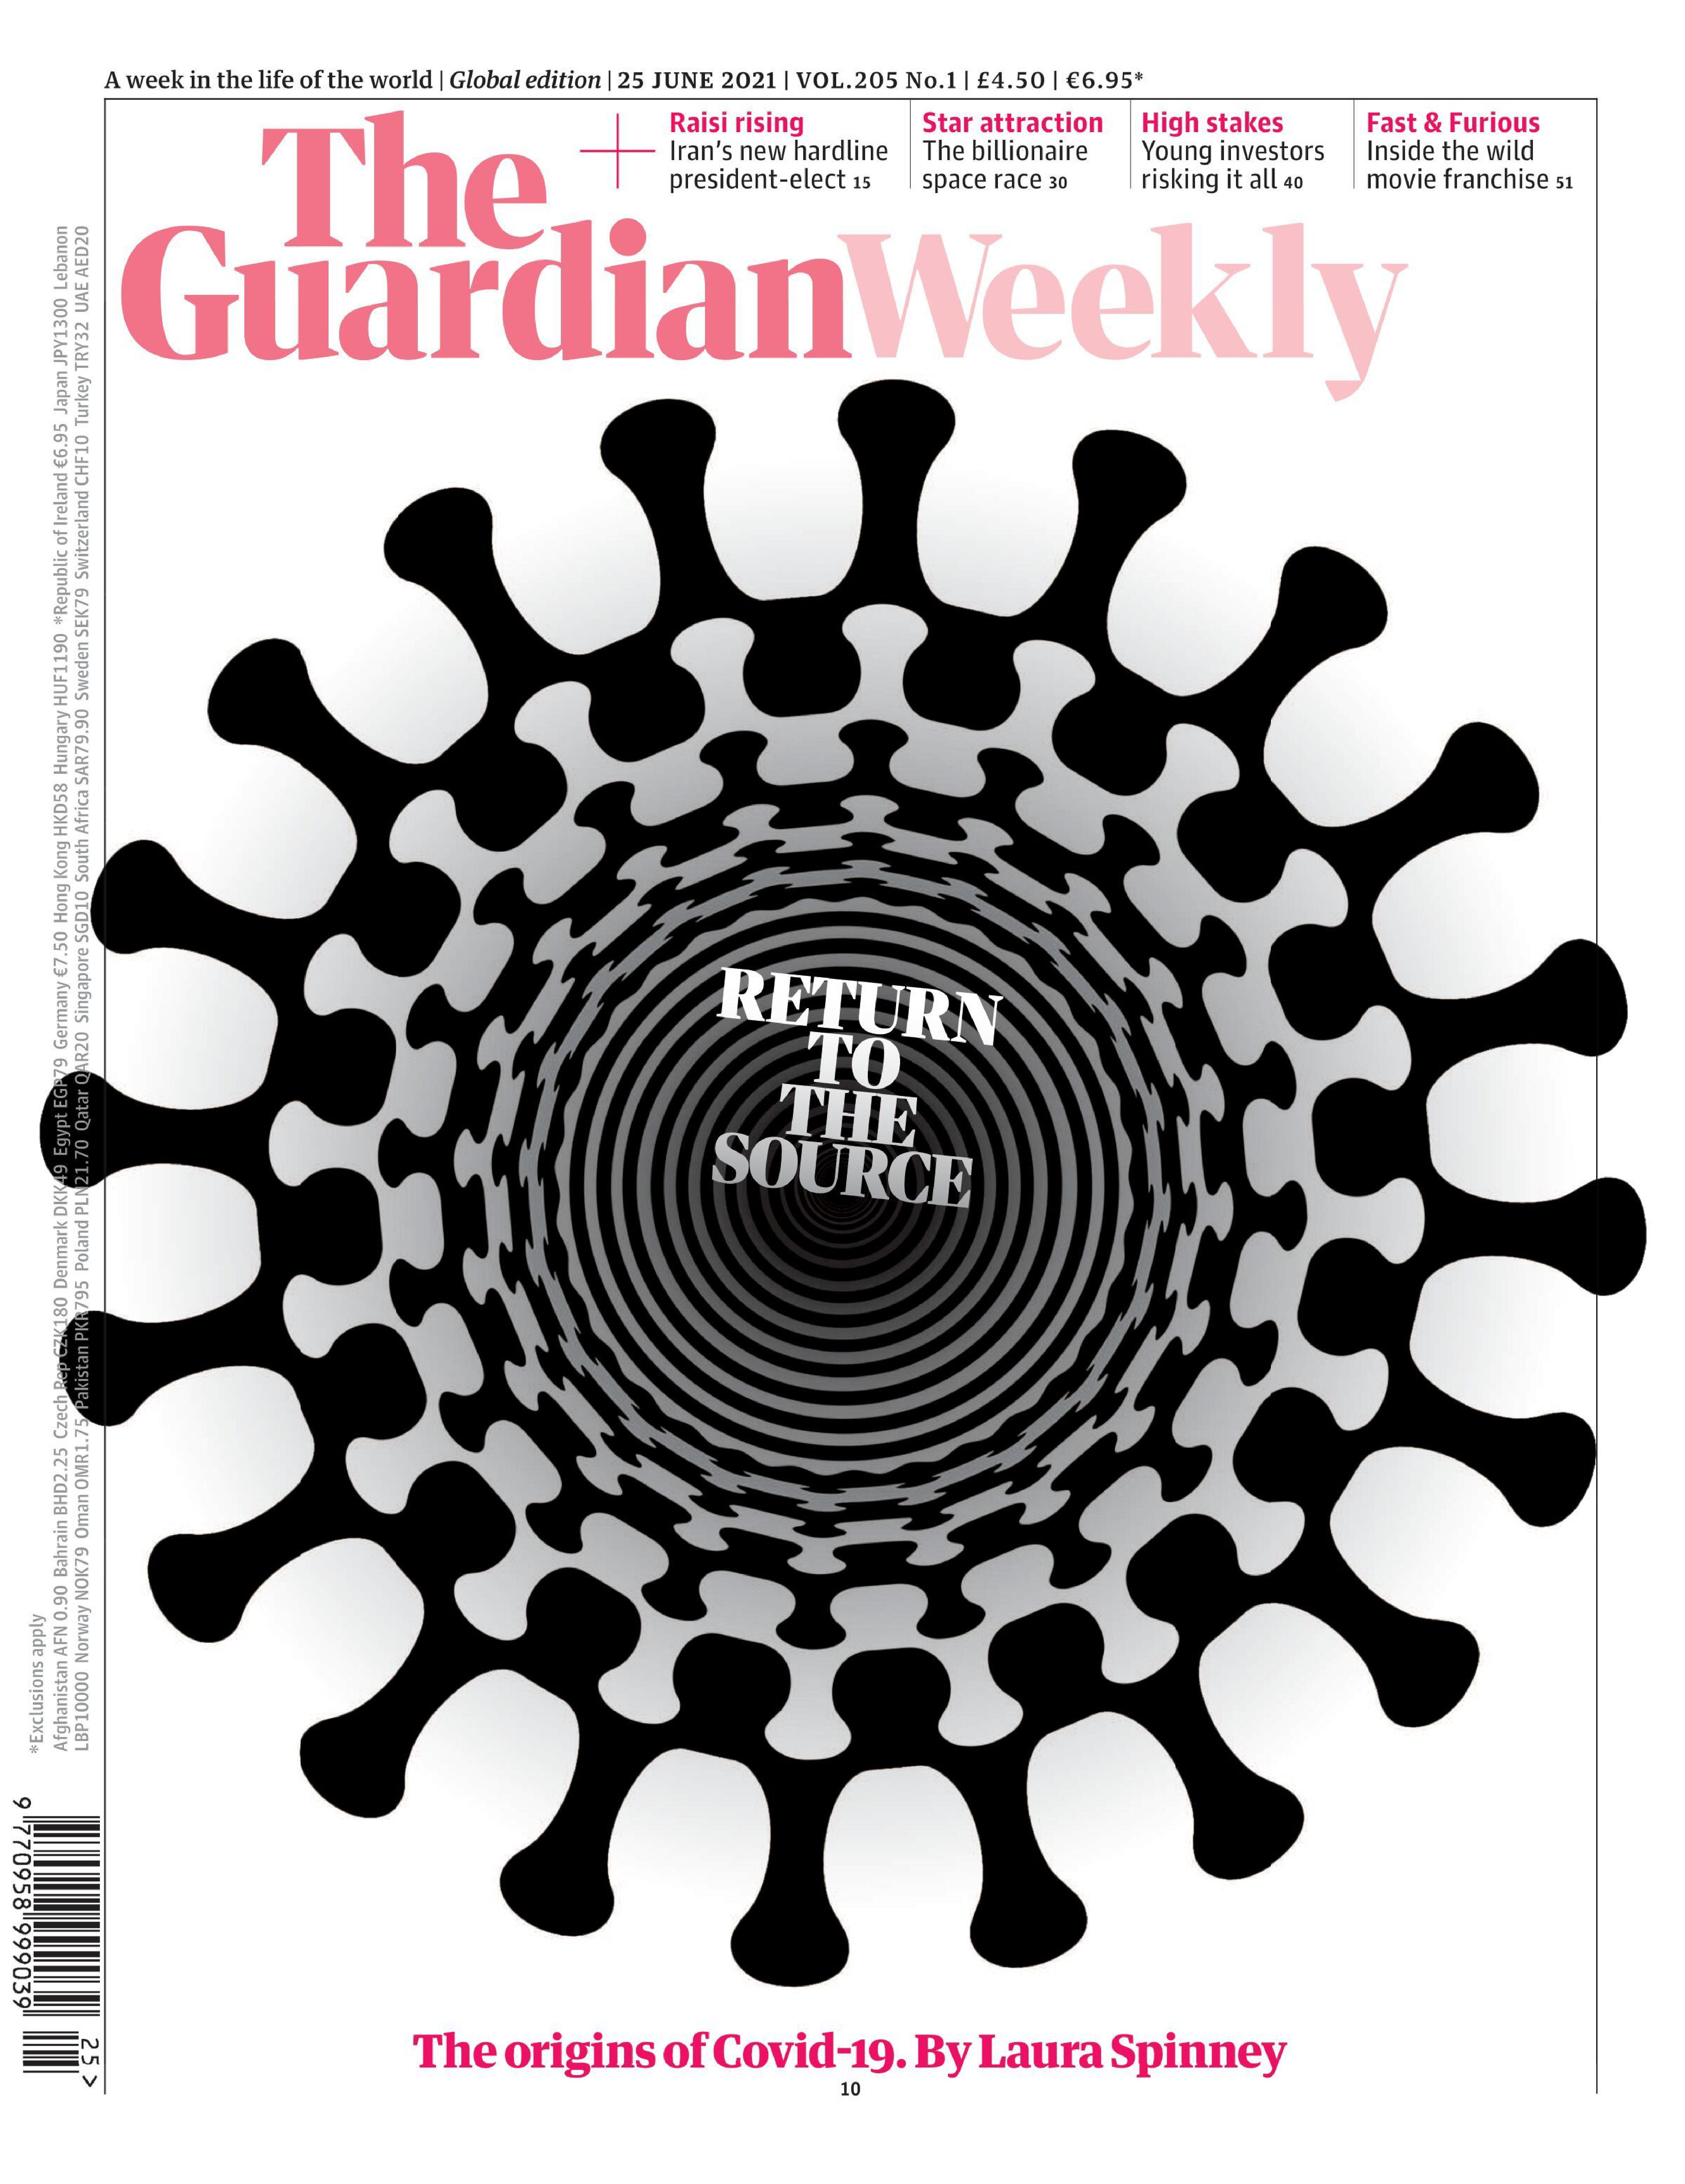 A week in the life of the world | Global edition | 25 JUNE 2021 | VOL.205 No.1 | £4.50 | €6.95*
Raisi rising
Iran's new hardline
president-elect 15
Star attraction
The billionaire
space race 30
High stakes
Young investors
risking it all 40
Fast & Furious
Inside the wild
movie franchise 51
The
Guardian Weekly
RETURN
TO
THE
SOURCE
The origins of Covid-19. By Laura Spinney
10
*Exclusions apply
Afghanistan AFN 0.90 Bahrain BHD2.25 Czech Rep CZK180 Denmark DKK49 Egypt EGP79 Germany €7.50 Hong Kong HKD58 Hungary HUF1190 *Republic of Ireland €6.95 Japan JPY1300 Lebanon
LBP10000 Norway NOK79 Oman OMR1.75 Pakistan PKR795 Poland PLN21.70 Qatar QAR20 Singapore SGD10 South Africa SAR79.90 Sweden SEK79 Switzerland CHF10 Turkey TRY32 UAE AED20
9 770958 999039
25 >